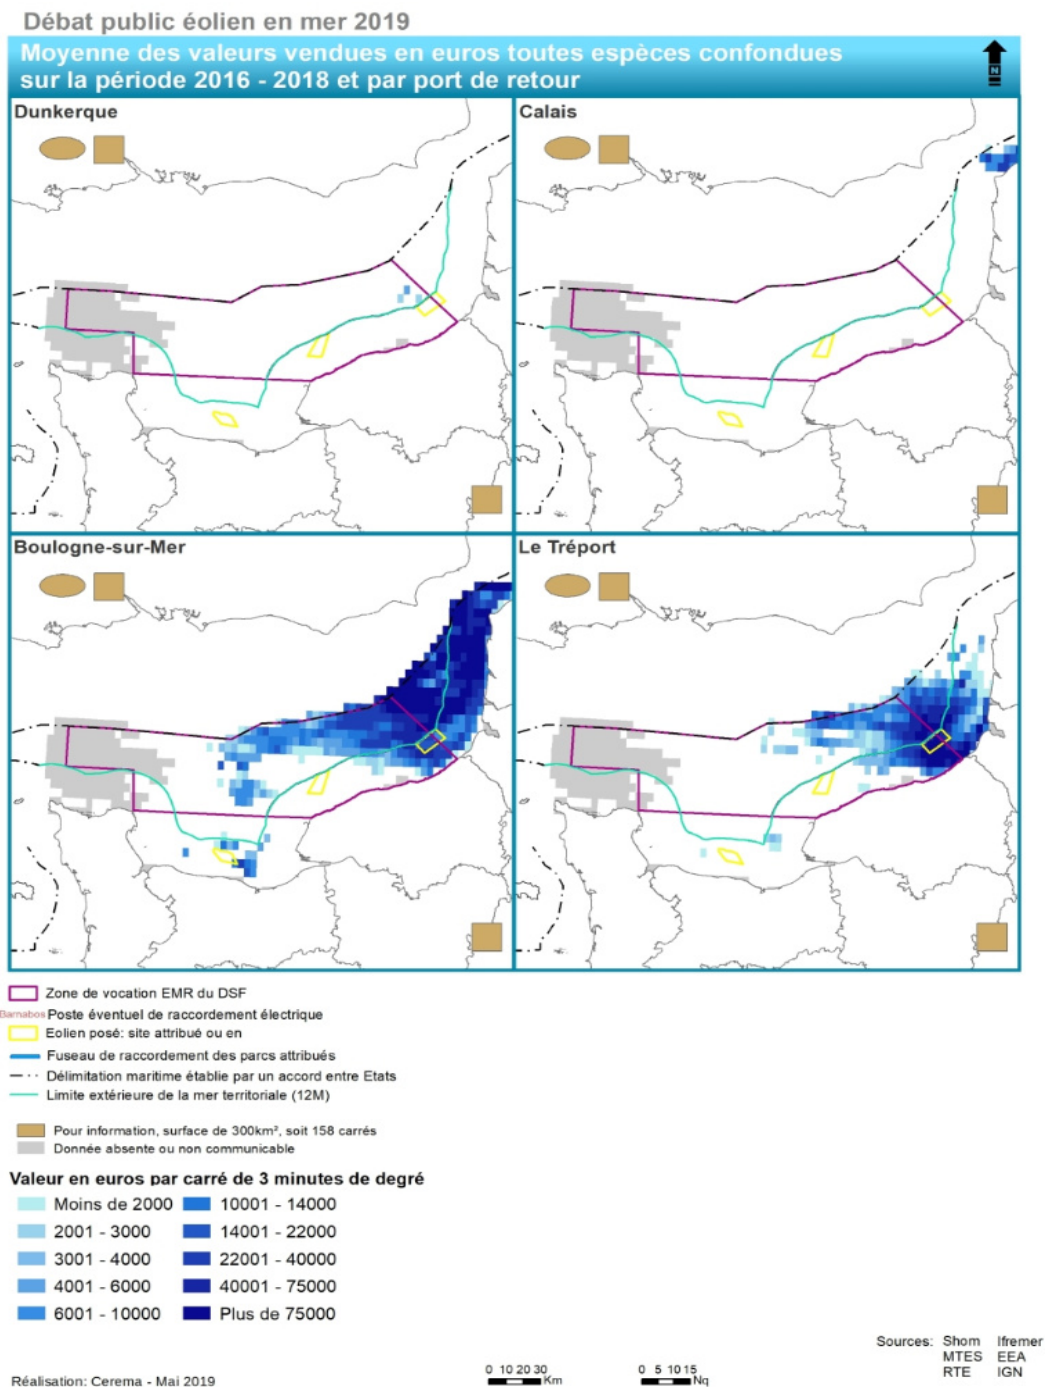 Débat public éolien en mer 2019
Moyenne des valeurs vendues en euros toutes espèces confondues
sur la période 2016 - 2018 et par port de retour
N
Dunkerque
Calais
Boulogne-sur-Mer
Le Tréport
Zone de vocation EMR du DSF
Barnabos Poste éventuel de raccordement électrique
Eolien posé: site attribué ou en
Fuseau de raccordement des parcs attribués
Délimitation maritime établie par un accord entre Etats
Limite extérieure de la mer territoriale (12M)
Pour information, surface de 300km², soit 158 carrés
Donnée absente ou non communicable
Valeur en euros par carré de 3 minutes de degré
Moins de 2000
2001 - 3000
3001 - 4000
4001 - 6000
6001 - 10000
10001 - 14000
14001 - 22000
22001 - 40000
40001 - 75000
Plus de 75000
Sources: Shom Ifremer
MTES EEA
RTE IGN
Réalisation: Cerema - Mai 2019
0 10 20 30
Km
0 5 10 15
Nq